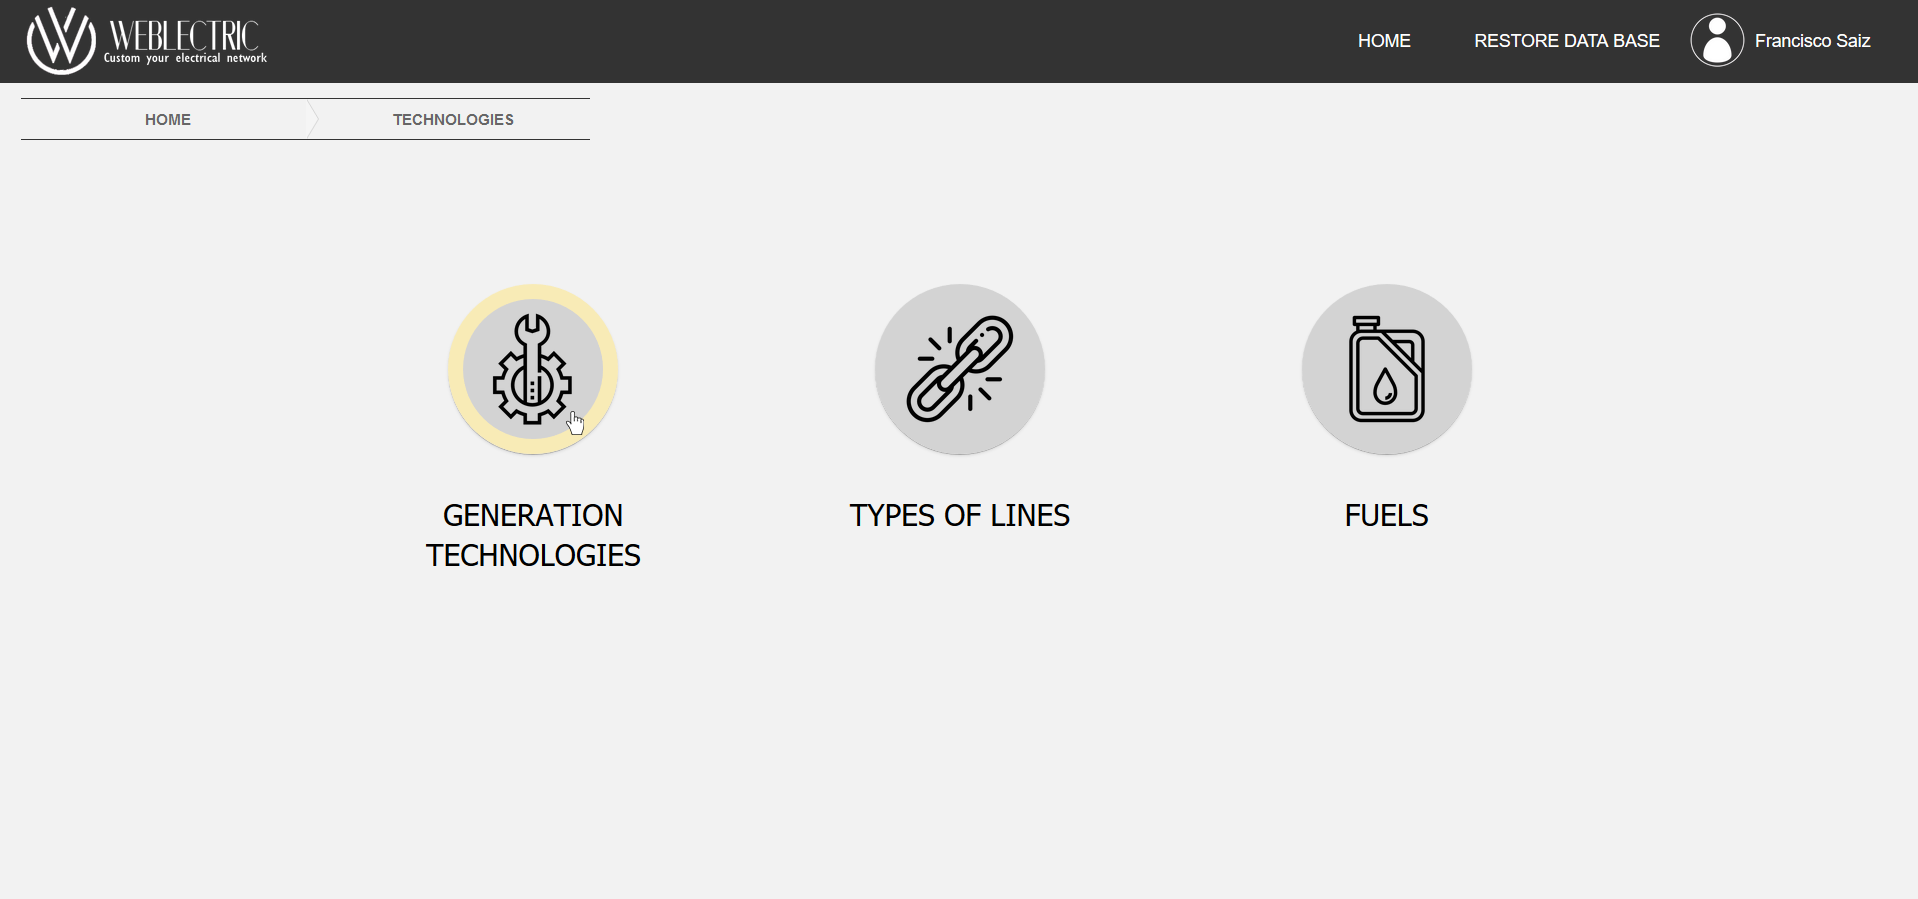 WEBLECTRIC
Custom your electrical network
HOME
RESTORE DATA BASE
Francisco Saiz
HOME
TECHNOLOGIES
GENERATION
TECHNOLOGIES
TYPES OF LINES
FUELS